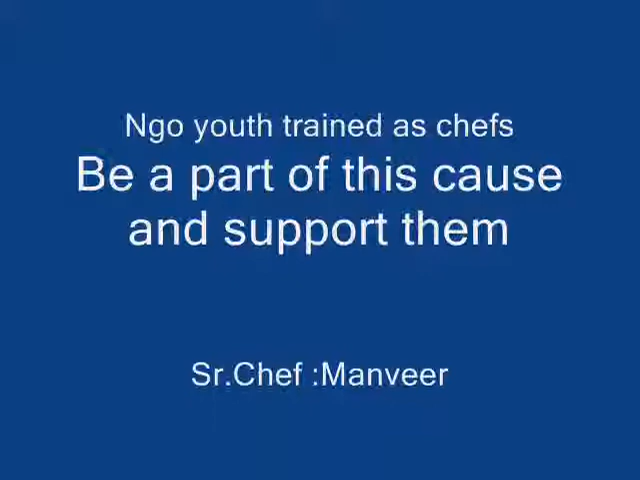 Ngo youth trained as chefs
Be a part of this cause
and support them
Sr.Chef :Manveer